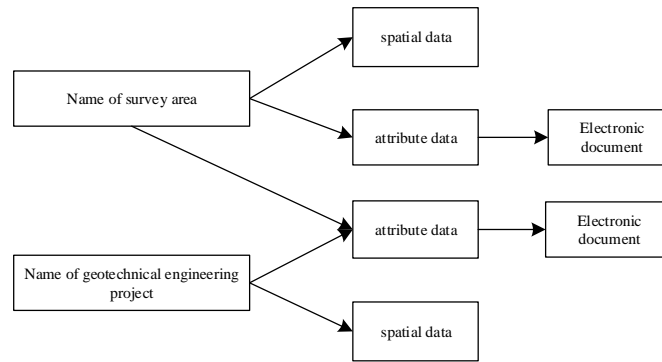 spatial data
Name of survey area
attribute data
Electronic
document
attribute data
Electronic
document
Name of geotechnical engineering
project
spatial data